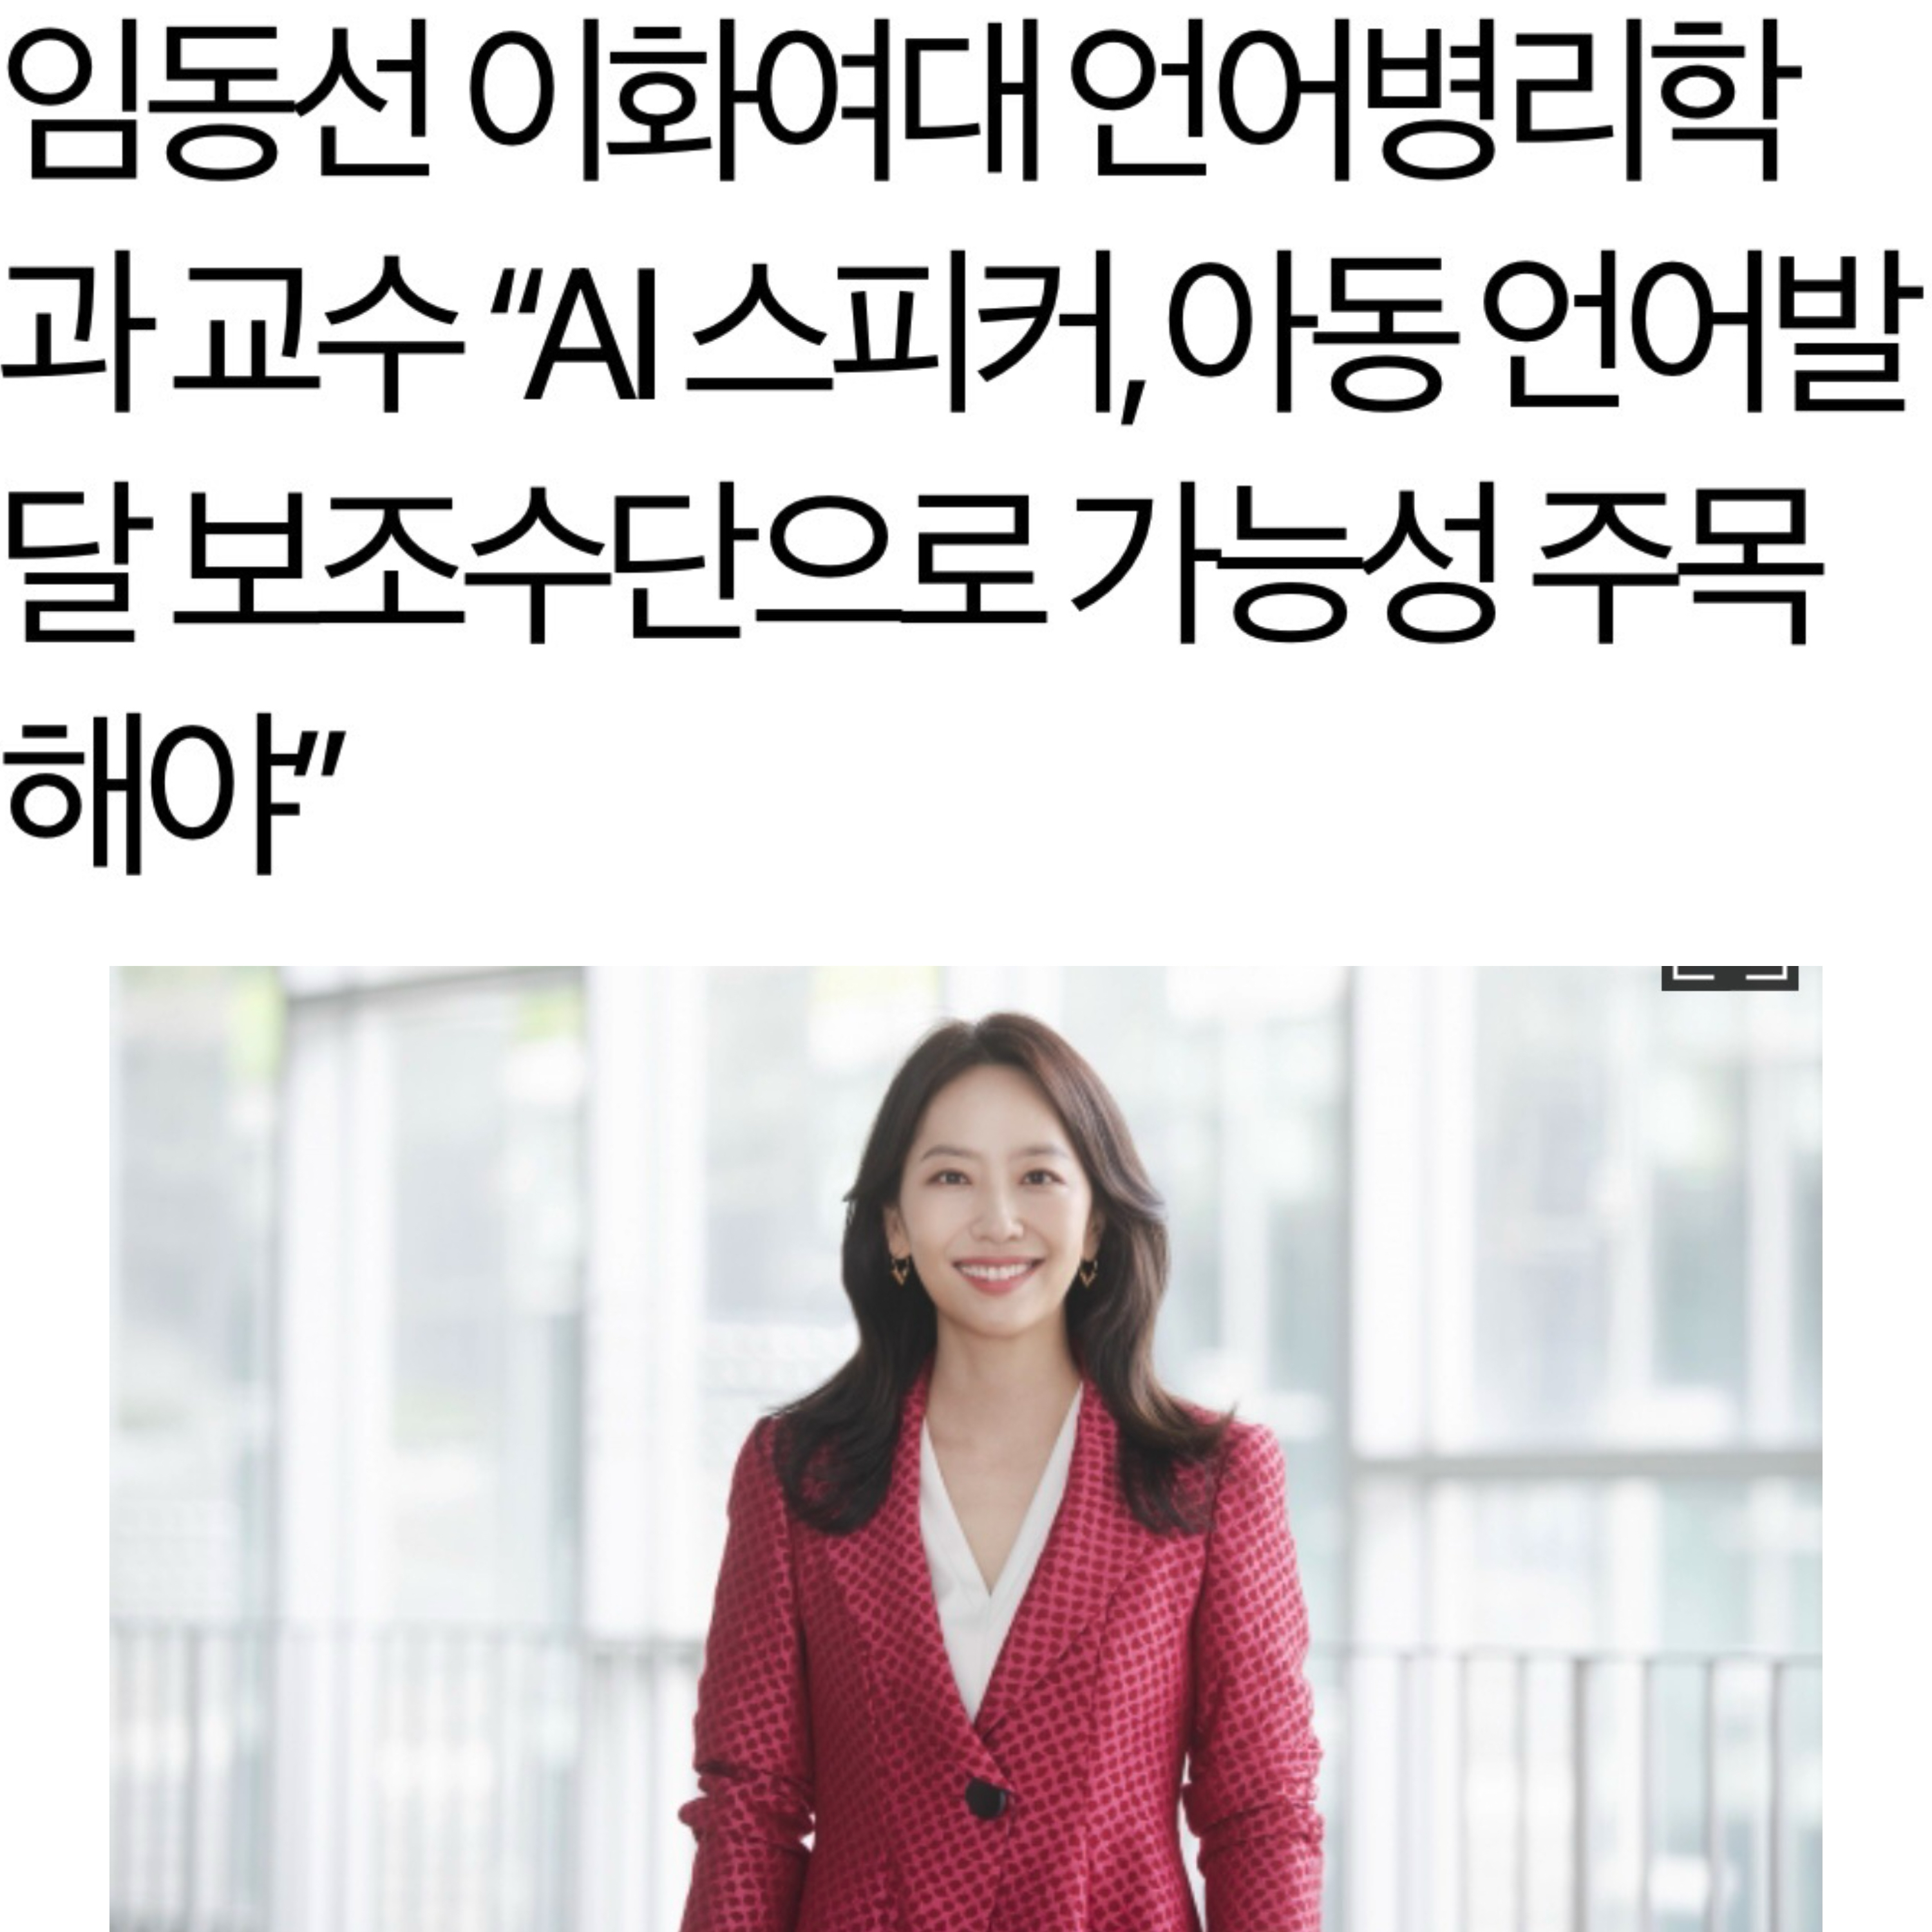 임동선 이화여대 언어병리학
과 교수 “AI 스피커, 아동 언어발
달 보조수단으로 가능성 주목
해야”